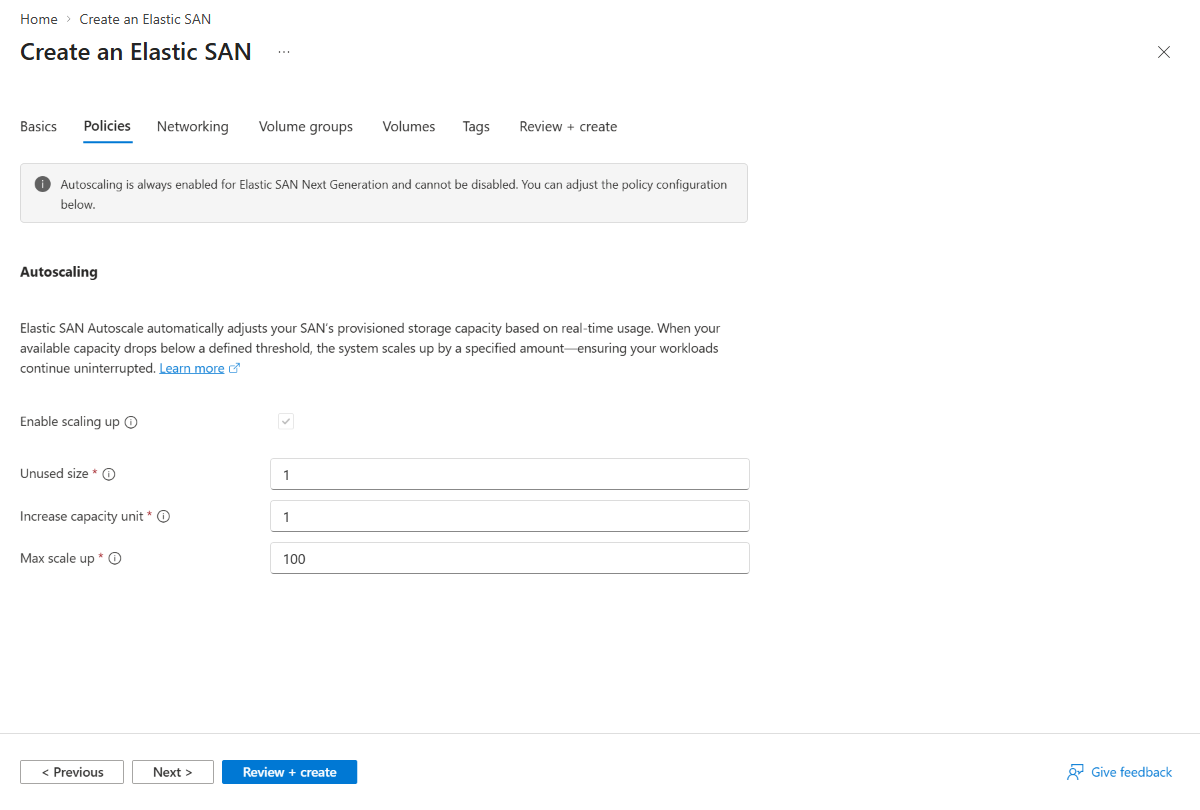 Home > Create an Elastic SAN
Create an Elastic SAN ...
Basics Policies Networking Volume groups Volumes Tags Review + create
Autoscaling is always enabled for Elastic SAN Next Generation and cannot be disabled. You can adjust the policy configuration
below.
Autoscaling
Elastic SAN Autoscale automatically adjusts your SAN's provisioned storage capacity based on real-time usage. When your
available capacity drops below a defined threshold, the system scales up by a specified amount—ensuring your workloads
continue uninterrupted. Learn more
Enable scaling up
Unused size * 1
Increase capacity unit * 1
Max scale up * 100
< Previous Next > Review + create Give feedback